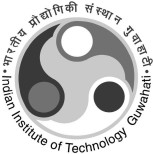 भारतीय प्रौद्योगिकी संस्थान गुवाहाटी
Indian Institute of Technology Guwahati